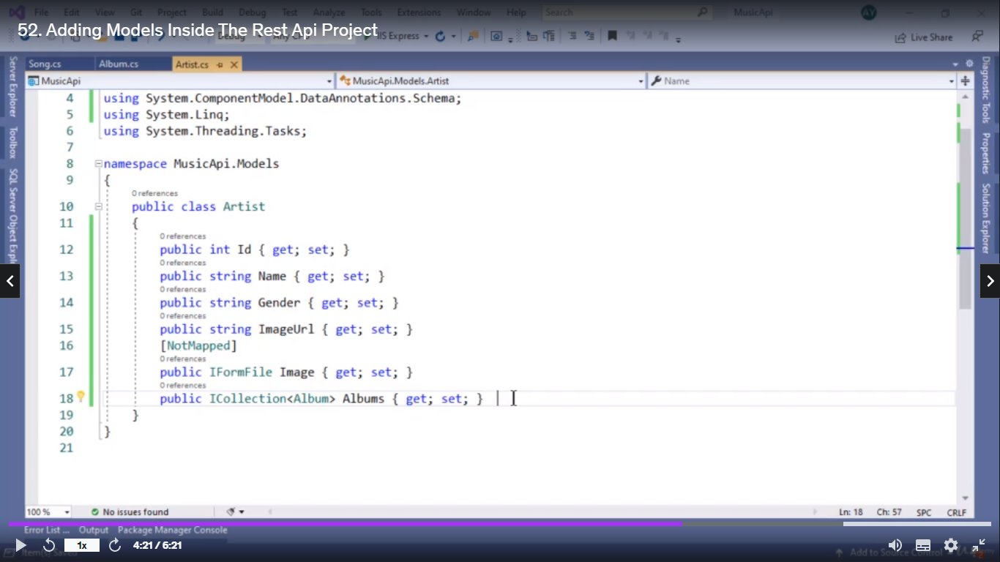 File Edit View Git Project Build Debug Test Analyze Tools Extensions Window Help Search MusicApi AV
52. Adding Models Inside The Rest Api Project
Debug Any CPU IIS Express Live Share
Song.cs Album.cs Artist.cs
MusicApi MusicApi.Models.Artist Name
4 using System.ComponentModel.DataAnnotations.Schema;
5 using System.Linq;
6 using System.Threading.Tasks;
7
8 namespace MusicApi.Models
9 {
0 references
10 public class Artist
11 {
0 references
12 public int Id { get; set; }
0 references
13 public string Name { get; set; }
0 references
14 public string Gender { get; set; }
0 references
15 public string ImageUrl { get; set; }
16 [NotMapped]
0 references
17 public IFormFile Image { get; set; }
0 references
18 public ICollection<Album> Albums { get; set; }
19 }
20 }
21
Server Explorer
Toolbox
SQL Server Object Expl
Diagnostic Tools
Properties
Solution Explorer
100 % No issues found Ln: 18 Ch: 57 SPC CRLF
Error List ... Output Package Manager Console
1x 4:21 / 6:21
Item(s) Saved Add to Source Control